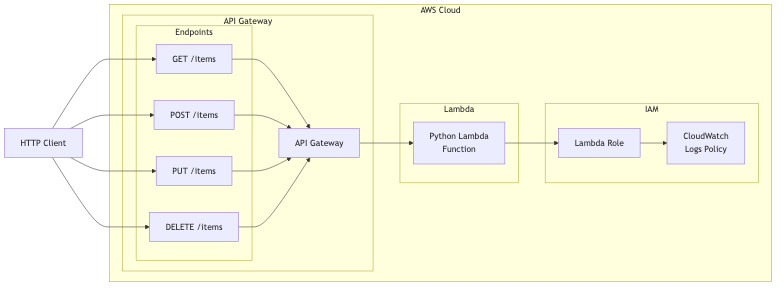 AWS Cloud
API Gateway
Endpoints
GET /items
POST /items
PUT /items
DELETE /items
HTTP Client
API Gateway
Lambda
Python Lambda
Function
IAM
Lambda Role
CloudWatch
Logs Policy